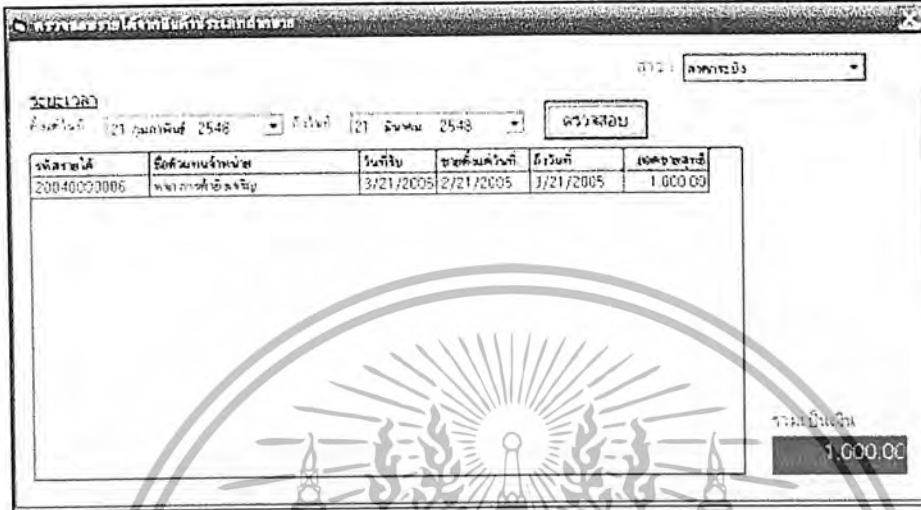 ตรวจสอบรายได้จากสินค้าประเภทฝากขาย
สาขา ลาดกระบัง
ระยะเวลา
ตั้งแต่วันที่ 21 กุมภาพันธ์ 2548 ถึงวันที่ 21 มีนาคม 2548 ตรวจสอบ
รหัสรายได้ ชื่อตัวแทนจำหน่าย วันที่รับ ขายตั้งแต่วันที่ ถึงวันที่ ยอดขายสุทธิ
20040000006 3/21/2005 2/21/2005 3/21/2005 1,000.00
รวมเป็นเงิน
1,000.00